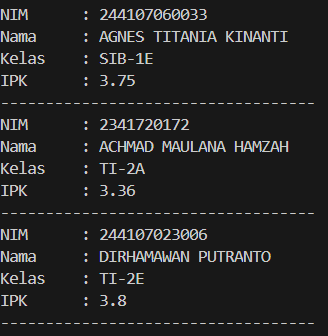 NIM : 244107060033
Nama : AGNES TITANIA KINANTI
Kelas : SIB-1E
IPK : 3.75
-----------------------------------
NIM : 2341720172
Nama : ACHMAD MAULANA HAMZAH
Kelas : TI-2A
IPK : 3.36
-----------------------------------
NIM : 244107023006
Nama : DIRHAMAWAN PUTRANTO
Kelas : TI-2E
IPK : 3.8
-----------------------------------